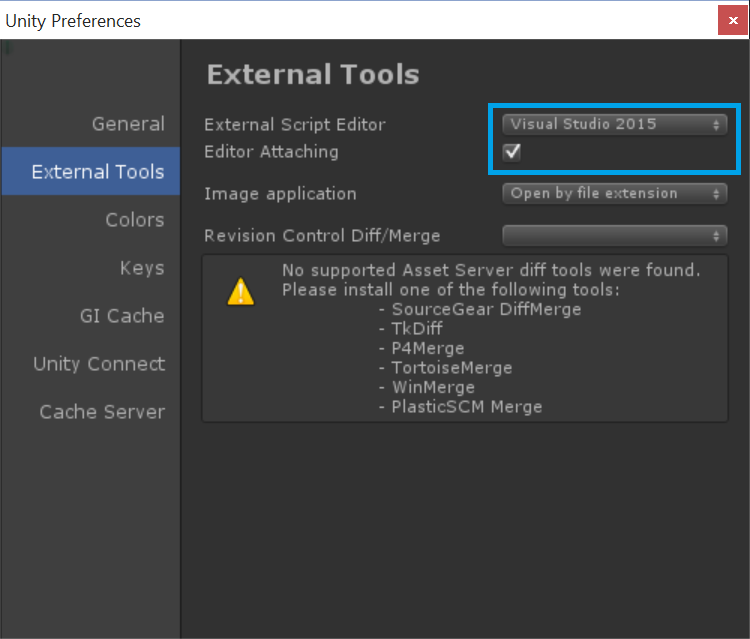 Unity Preferences
External Tools
General
External Tools
Colors
Keys
GI Cache
Unity Connect
Cache Server
External Script Editor Visual Studio 2015
Editor Attaching
Image application Open by file extension
Revision Control Diff/Merge
No supported Asset Server diff tools were found.
Please install one of the following tools:
- SourceGear DiffMerge
- TkDiff
- P4Merge
- TortoiseMerge
- WinMerge
- PlasticSCM Merge